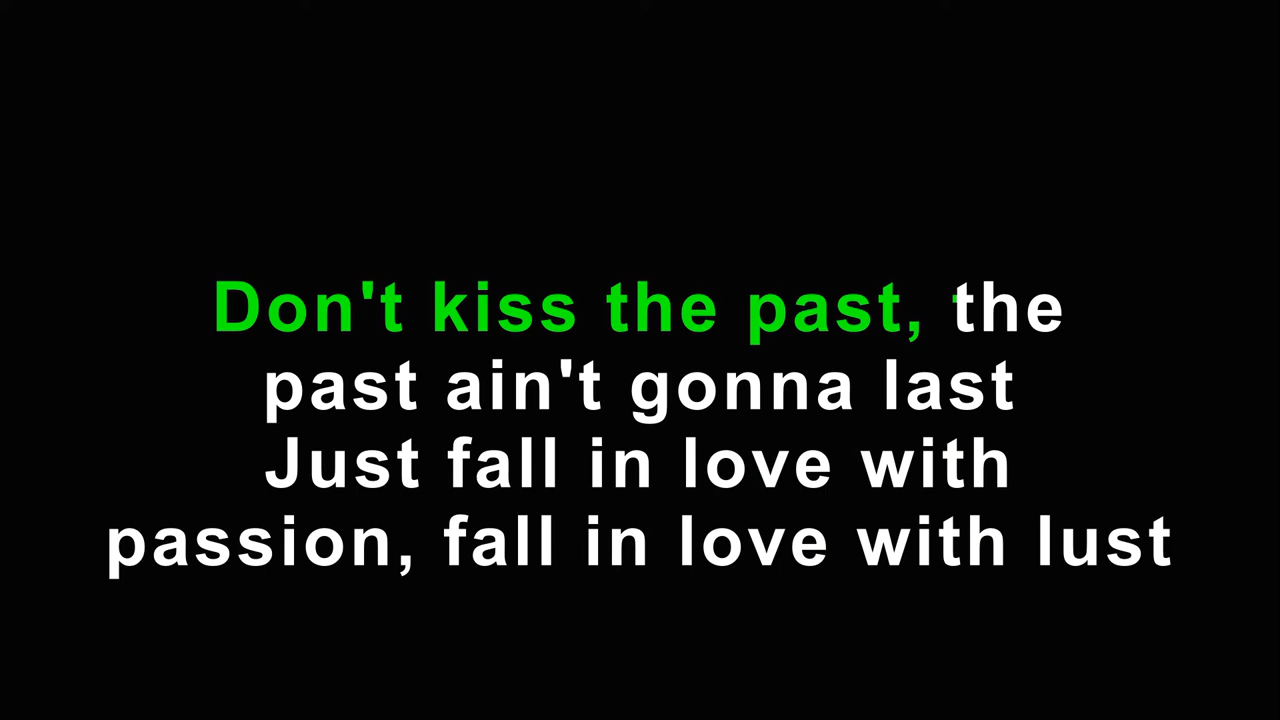 Don't kiss the past, the
past ain't gonna last
Just fall in love with
passion, fall in love with lust